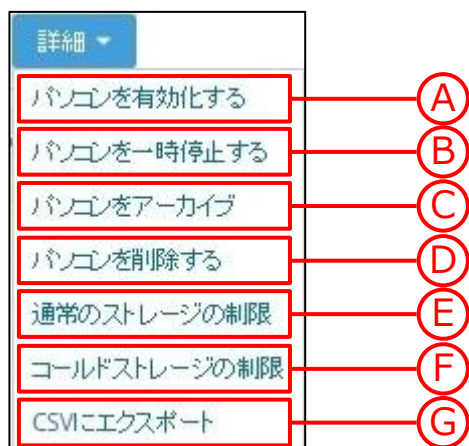 詳細
パソコンを有効化する A
パソコンを一時停止する B
パソコンをアーカイブ C
パソコンを削除する D
通常のストレージの制限 E
コールドストレージの制限 F
CSVにエクスポート G